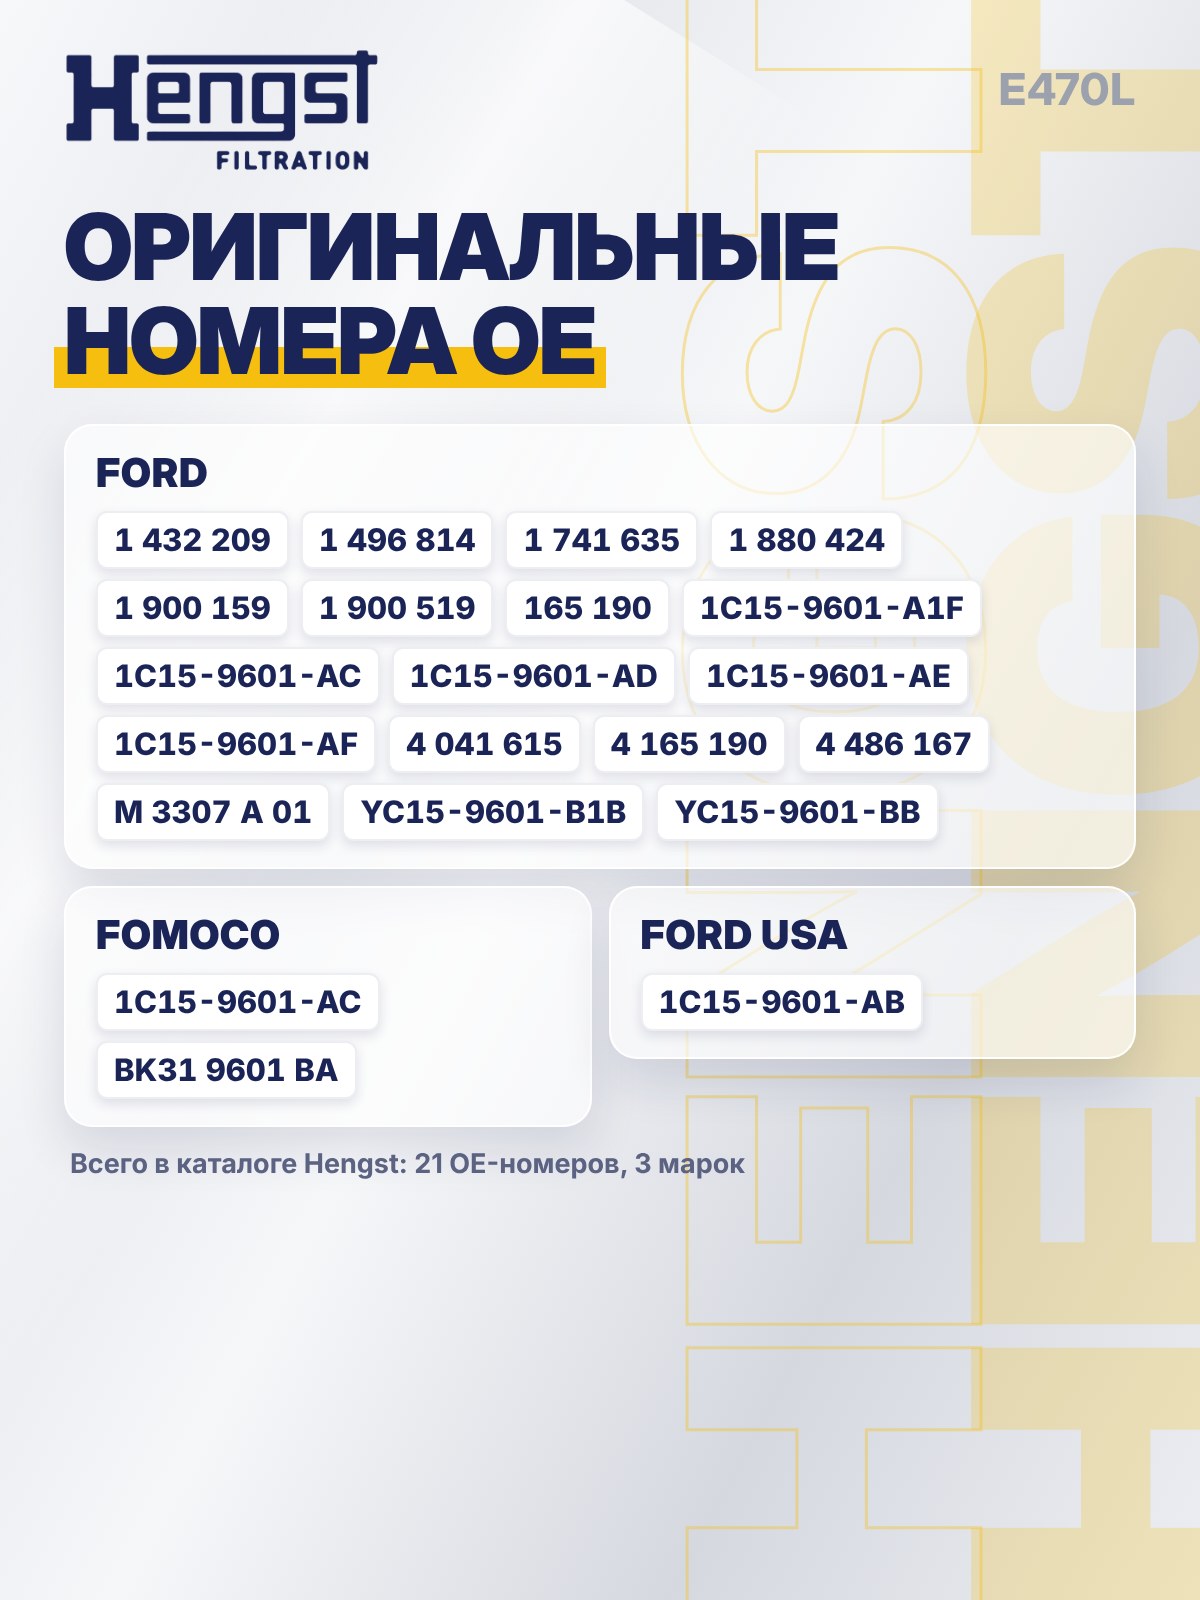 Hengst
FILTRATION
E470L
ОРИГИНАЛЬНЫЕ
НОМЕРА OE
FORD
1 432 209 1 496 814 1 741 635 1 880 424
1 900 159 1 900 519 165 190 1C15-9601-A1F
1C15-9601-AC 1C15-9601-AD 1C15-9601-AE
1C15-9601-AF 4 041 615 4 165 190 4 486 167
M 3307 A 01 YC15-9601-B1B YC15-9601-BB
FOMOCO
1C15-9601-AC
BK31 9601 BA
FORD USA
1C15-9601-AB
Всего в каталоге Hengst: 21 OE-номеров, 3 марок
HENGST
HENGST